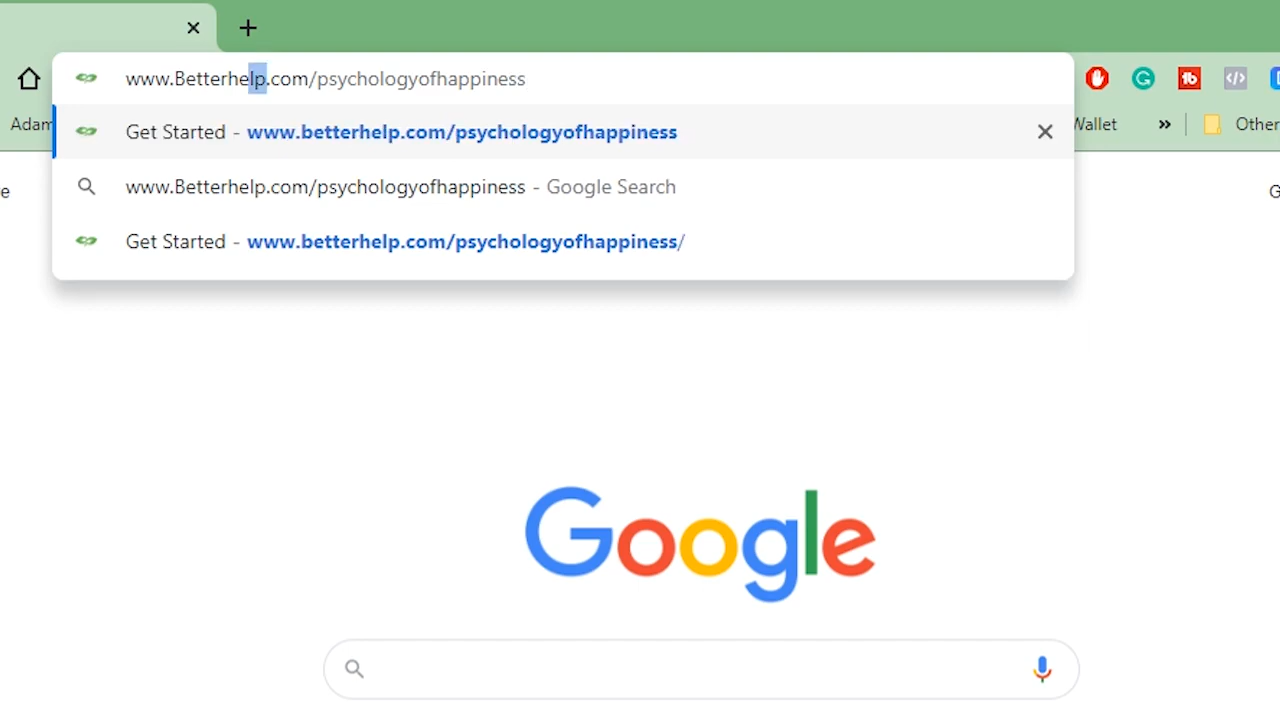 www.Betterhelp.com/psychologyofhappiness
Get Started - www.betterhelp.com/psychologyofhappiness
Adam
Wallet
»
Other
www.Betterhelp.com/psychologyofhappiness - Google Search
e
G
Get Started - www.betterhelp.com/psychologyofhappiness/
Google